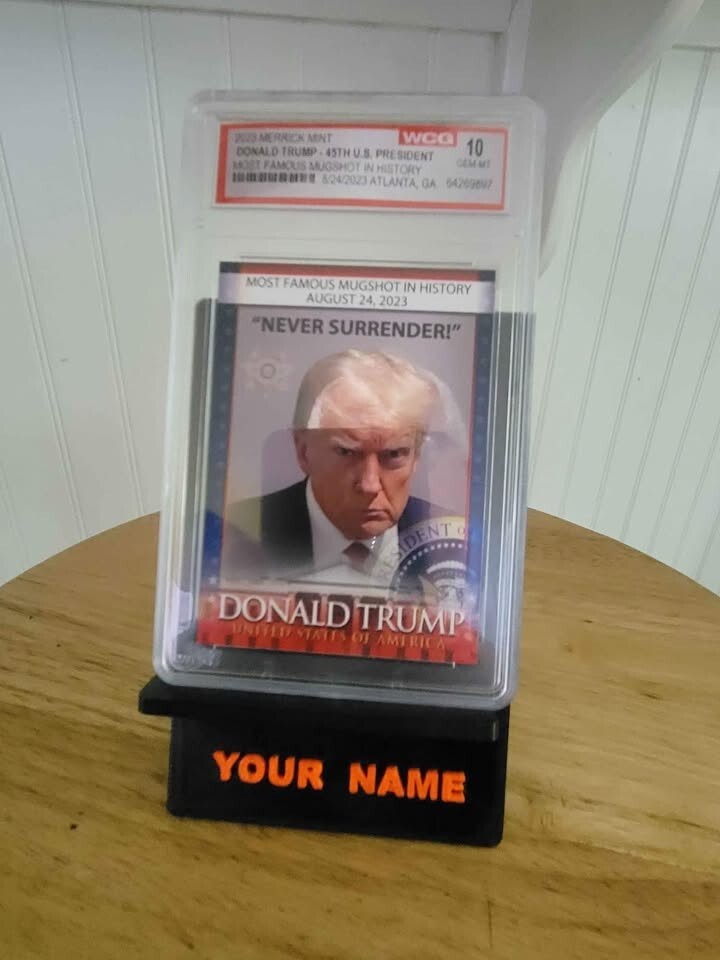 2023 MERRICK MINT
WCG
10
DONALD TRUMP - 45TH U.S. PRESIDENT
GEM-MT
MOST FAMOUS MUGSHOT IN HISTORY
8/24/2023 ATLANTA, GA
64269897
MOST FAMOUS MUGSHOT IN HISTORY
AUGUST 24, 2023
"NEVER SURRENDER!"
ESIDENT O
DONALD TRUMP
UNITED STATES OF AMERICA
YOUR NAME